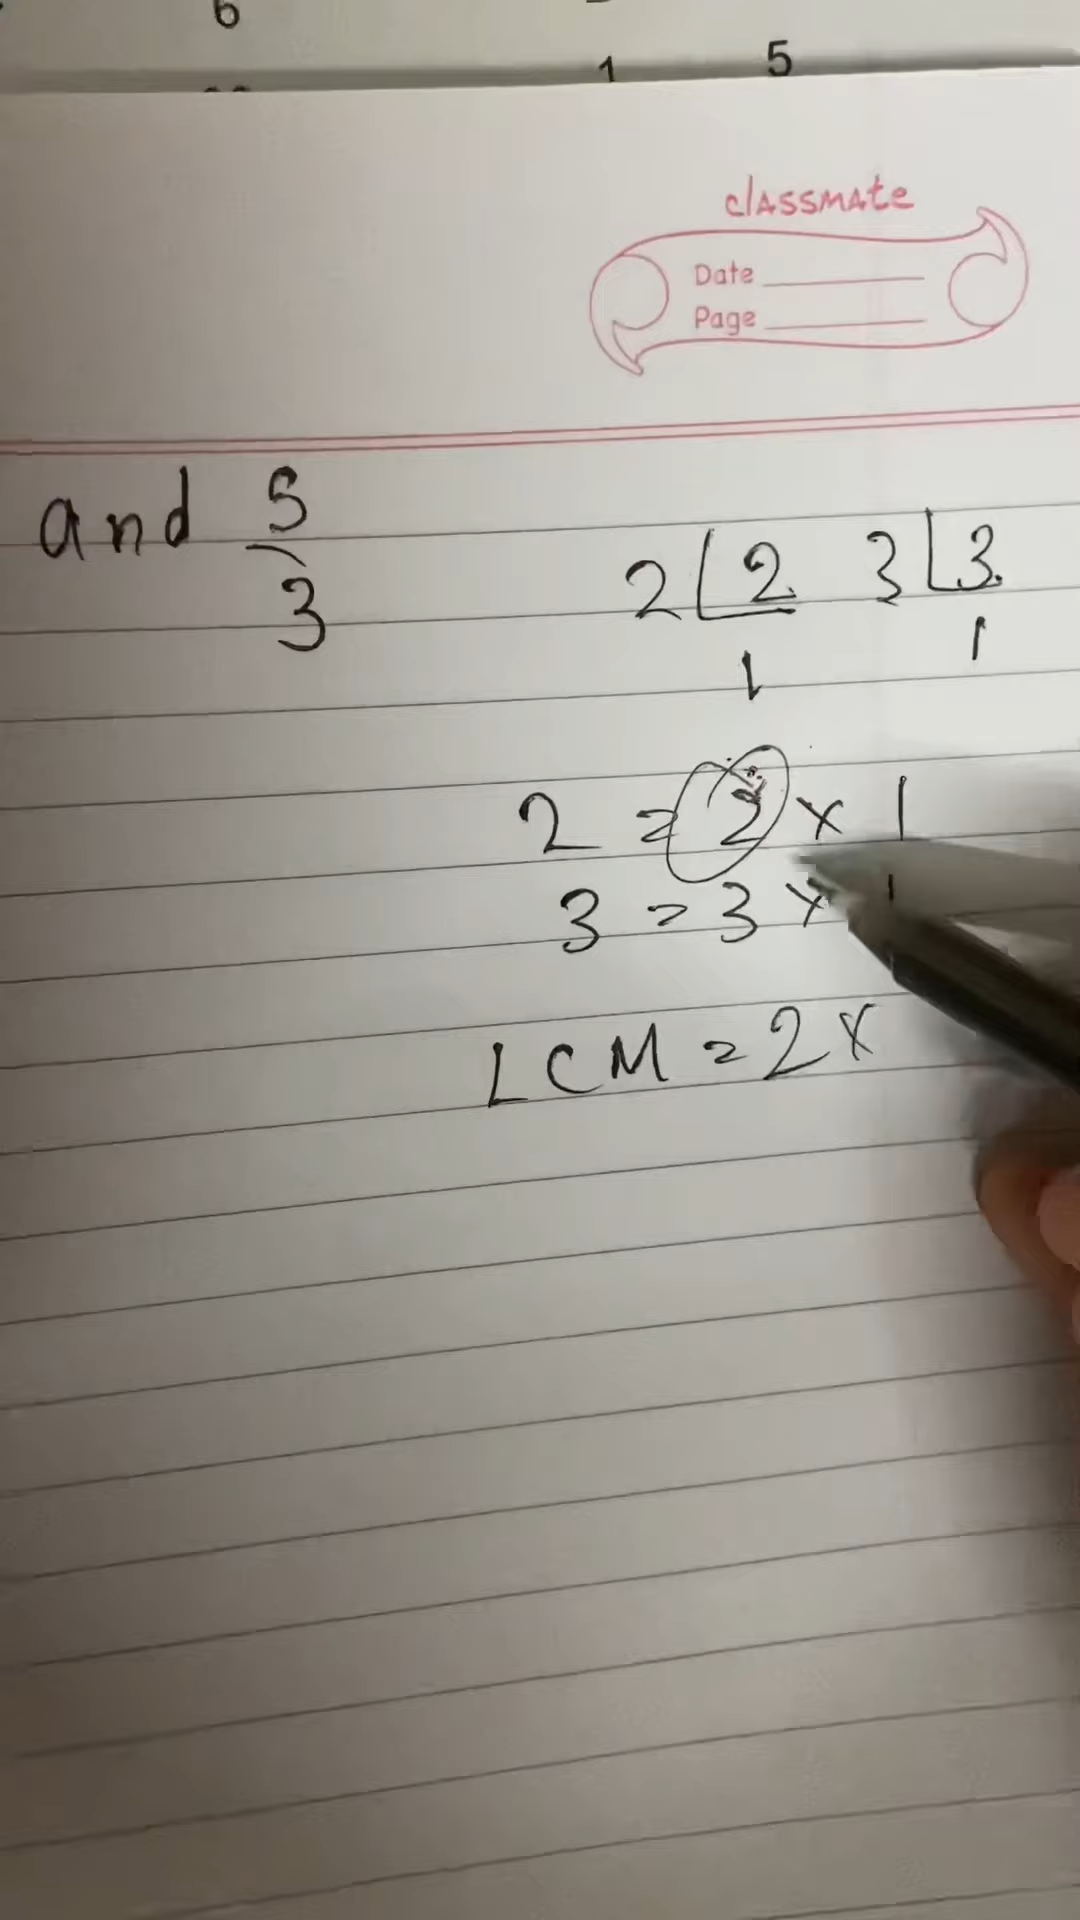 6
1 5
classmate
Date
Page
and 5/3
2 2 3 3
1 1
2 = 2 × 1
3 = 3 × 1
LCM = 2 ×